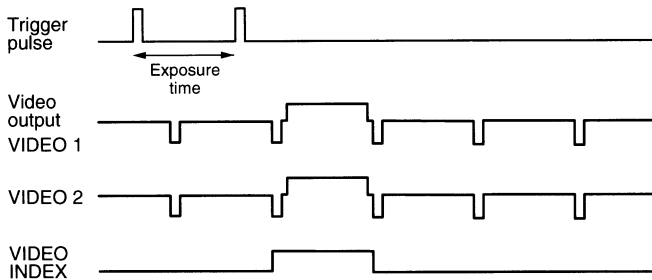 Trigger
pulse
Exposure
time
Video
output
VIDEO 1
VIDEO 2
VIDEO
INDEX